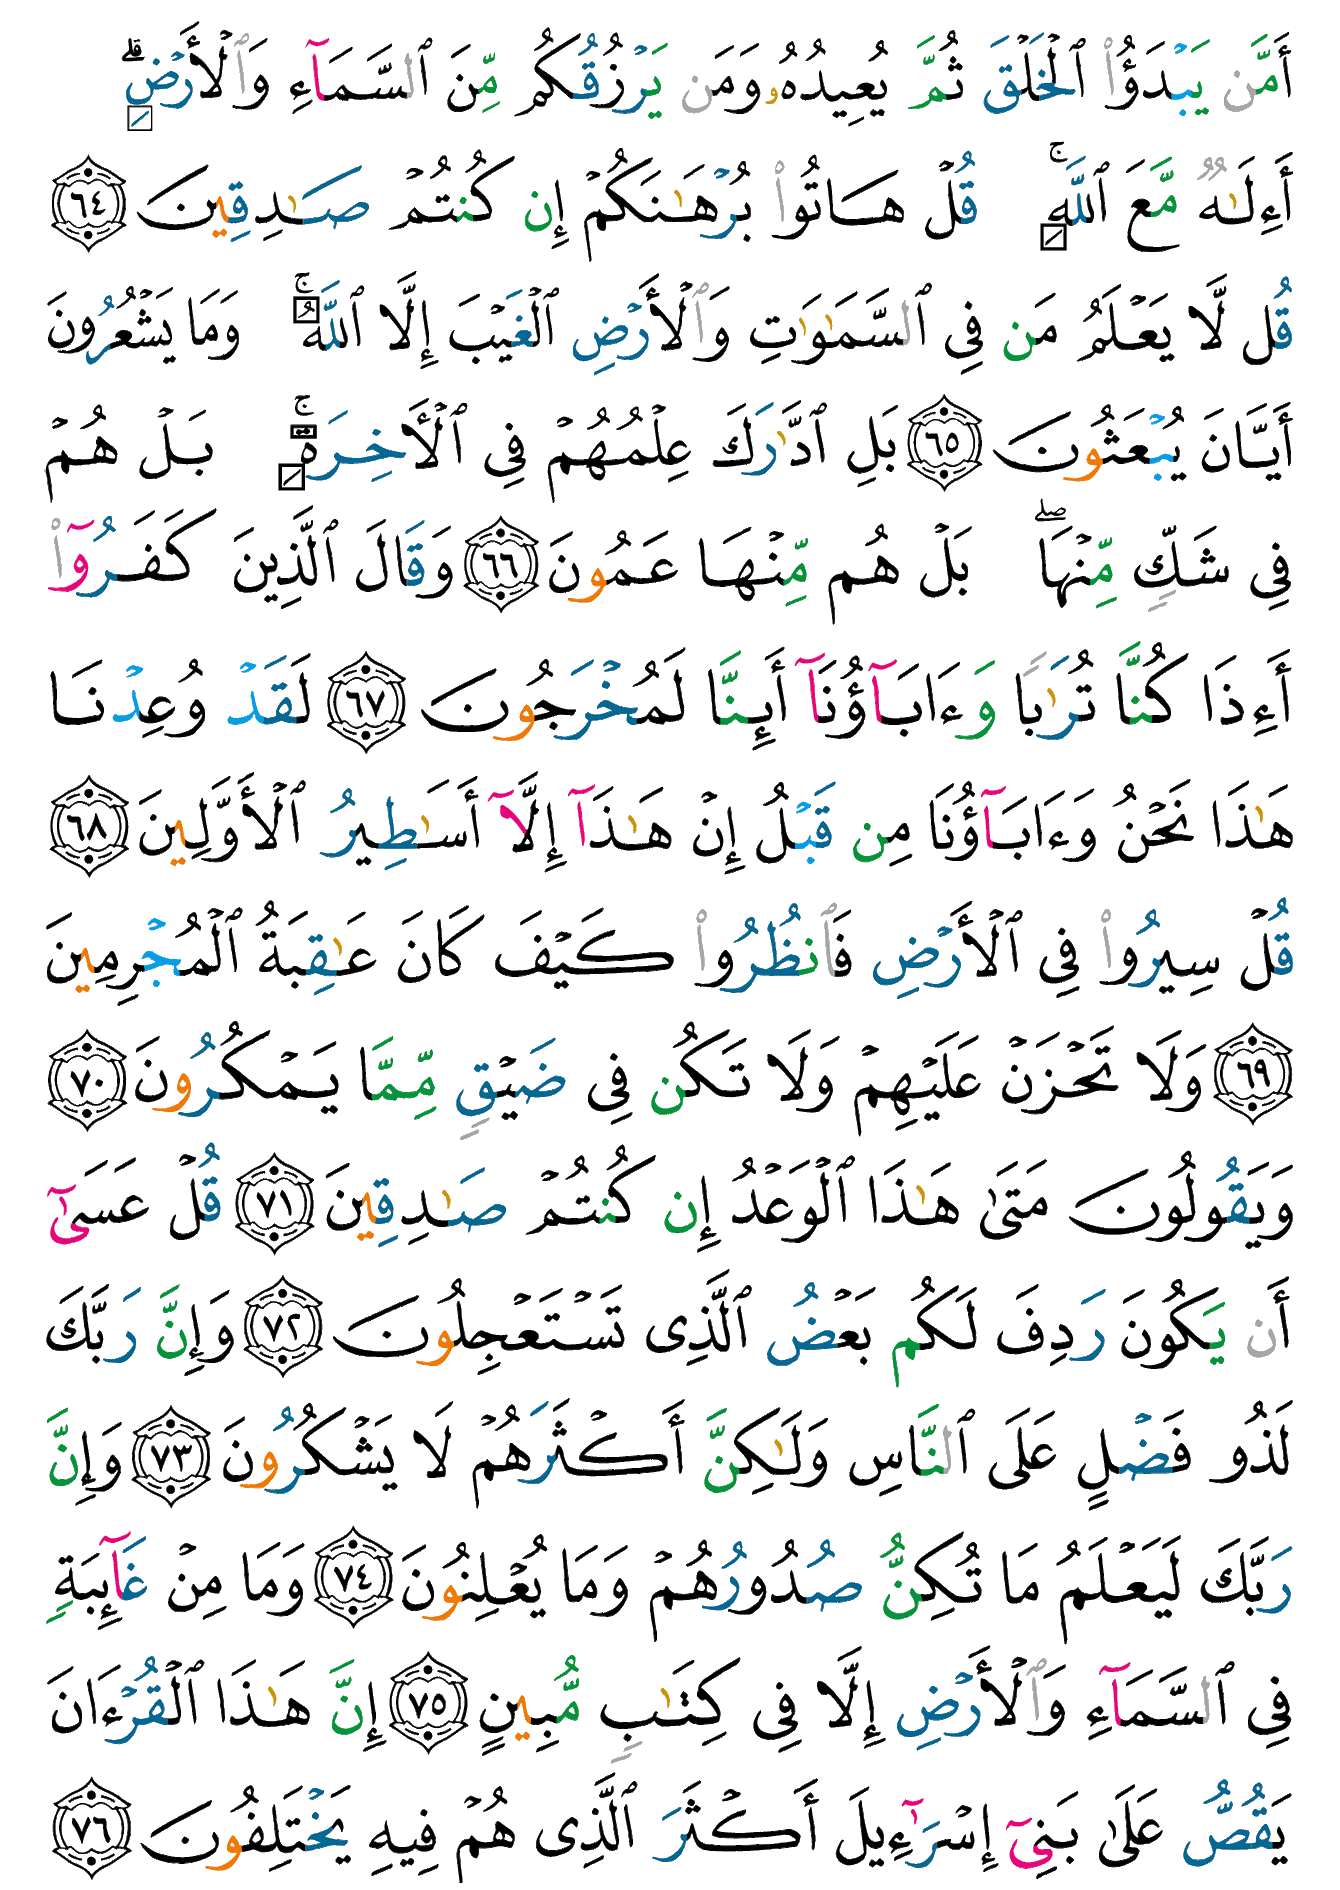 أَمَّن يَبْدَؤُا۟ ٱلْخَلْقَ ثُمَّ يُعِيدُهُۥ وَمَن يَرْزُقُكُم مِّنَ ٱلسَّمَآءِ وَٱلْأَرْضِ ۗ
أَءِلَـٰهٌ مَّعَ ٱللَّهِ ۚ قُلْ هَاتُوا۟ بُرْهَـٰنَكُمْ إِن كُنتُمْ صَـٰدِقِينَ ٦٤
قُل لَّا يَعْلَمُ مَن فِى ٱلسَّمَـٰوَٰتِ وَٱلْأَرْضِ ٱلْغَيْبَ إِلَّا ٱللَّهُ ۚ وَمَا يَشْعُرُونَ
أَيَّانَ يُبْعَثُونَ ٦٥ بَلِ ٱدَّٰرَكَ عِلْمُهُمْ فِى ٱلْـَٔاخِرَةِ ۚ بَلْ هُمْ
فِى شَكٍّ مِّنْهَا ۖ بَلْ هُم مِّنْهَا عَمُونَ ٦٦ وَقَالَ ٱلَّذِينَ كَفَرُوٓا۟
أَءِذَا كُنَّا تُرَٰبًا وَءَابَآؤُنَآ أَئِنَّا لَمُخْرَجُونَ ٦٧ لَقَدْ وُعِدْنَا
هَـٰذَا نَحْنُ وَءَابَآؤُنَا مِن قَبْلُ إِنْ هَـٰذَآ إِلَّآ أَسَـٰطِيرُ ٱلْأَوَّلِينَ ٦٨
قُلْ سِيرُوا۟ فِى ٱلْأَرْضِ فَٱنظُرُوا۟ كَيْفَ كَانَ عَـٰقِبَةُ ٱلْمُجْرِمِينَ
٦٩ وَلَا تَحْزَنْ عَلَيْهِمْ وَلَا تَكُن فِى ضَيْقٍ مِّمَّا يَمْكُرُونَ ٧٠
وَيَقُولُونَ مَتَىٰ هَـٰذَا ٱلْوَعْدُ إِن كُنتُمْ صَـٰدِقِينَ ٧١ قُلْ عَسَىٰٓ
أَن يَكُونَ رَدِفَ لَكُم بَعْضُ ٱلَّذِى تَسْتَعْجِلُونَ ٧٢ وَإِنَّ رَبَّكَ
لَذُو فَضْلٍ عَلَى ٱلنَّاسِ وَلَـٰكِنَّ أَكْثَرَهُمْ لَا يَشْكُرُونَ ٧٣ وَإِنَّ
رَبَّكَ لَيَعْلَمُ مَا تُكِنُّ صُدُورُهُمْ وَمَا يُعْلِنُونَ ٧٤ وَمَا مِنْ غَآئِبَةٍ
فِى ٱلسَّمَآءِ وَٱلْأَرْضِ إِلَّا فِى كِتَـٰبٍ مُّبِينٍ ٧٥ إِنَّ هَـٰذَا ٱلْقُرْءَانَ
يَقُصُّ عَلَىٰ بَنِىٓ إِسْرَٰٓءِيلَ أَكْثَرَ ٱلَّذِى هُمْ فِيهِ يَخْتَلِفُونَ ٧٦